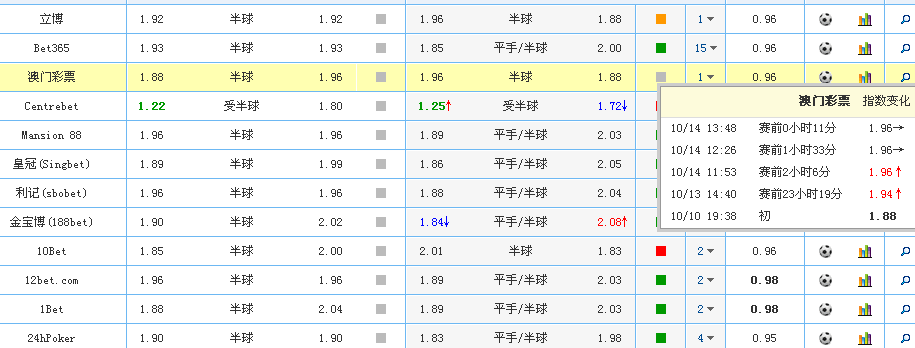 立博 1.92 半球 1.92 1.96 半球 1.88 1 0.96
Bet365 1.93 半球 1.93 1.85 平手/半球 2.00 15 0.96
澳门彩票 1.88 半球 1.96 1.96 半球 1.88 1 0.96
Centrebet 1.22 受半球 1.80 1.25↑ 受半球 1.72↓
澳门彩票 指数变化
10/14 13:48 赛前0小时11分 1.96→
10/14 12:26 赛前1小时33分 1.96→
10/14 11:53 赛前2小时6分 1.96↑
10/13 14:40 赛前23小时19分 1.94↑
10/10 19:38 初 1.88
Mansion 88 1.96 半球 1.96 1.89 平手/半球 2.03
皇冠(Singbet) 1.89 半球 1.99 1.86 平手/半球 2.05
利记(sbobet) 1.96 半球 1.96 1.88 平手/半球 2.04
金宝博(188bet) 1.90 半球 2.02 1.84↓ 平手/半球 2.08↑
10Bet 1.85 半球 2.00 2.01 半球 1.83 2 0.96
12bet.com 1.96 半球 1.96 1.89 平手/半球 2.03 2 0.98
1Bet 1.88 半球 2.04 1.89 平手/半球 2.03 2 0.98
24hPoker 1.90 半球 1.90 1.83 平手/半球 1.98 4 0.95